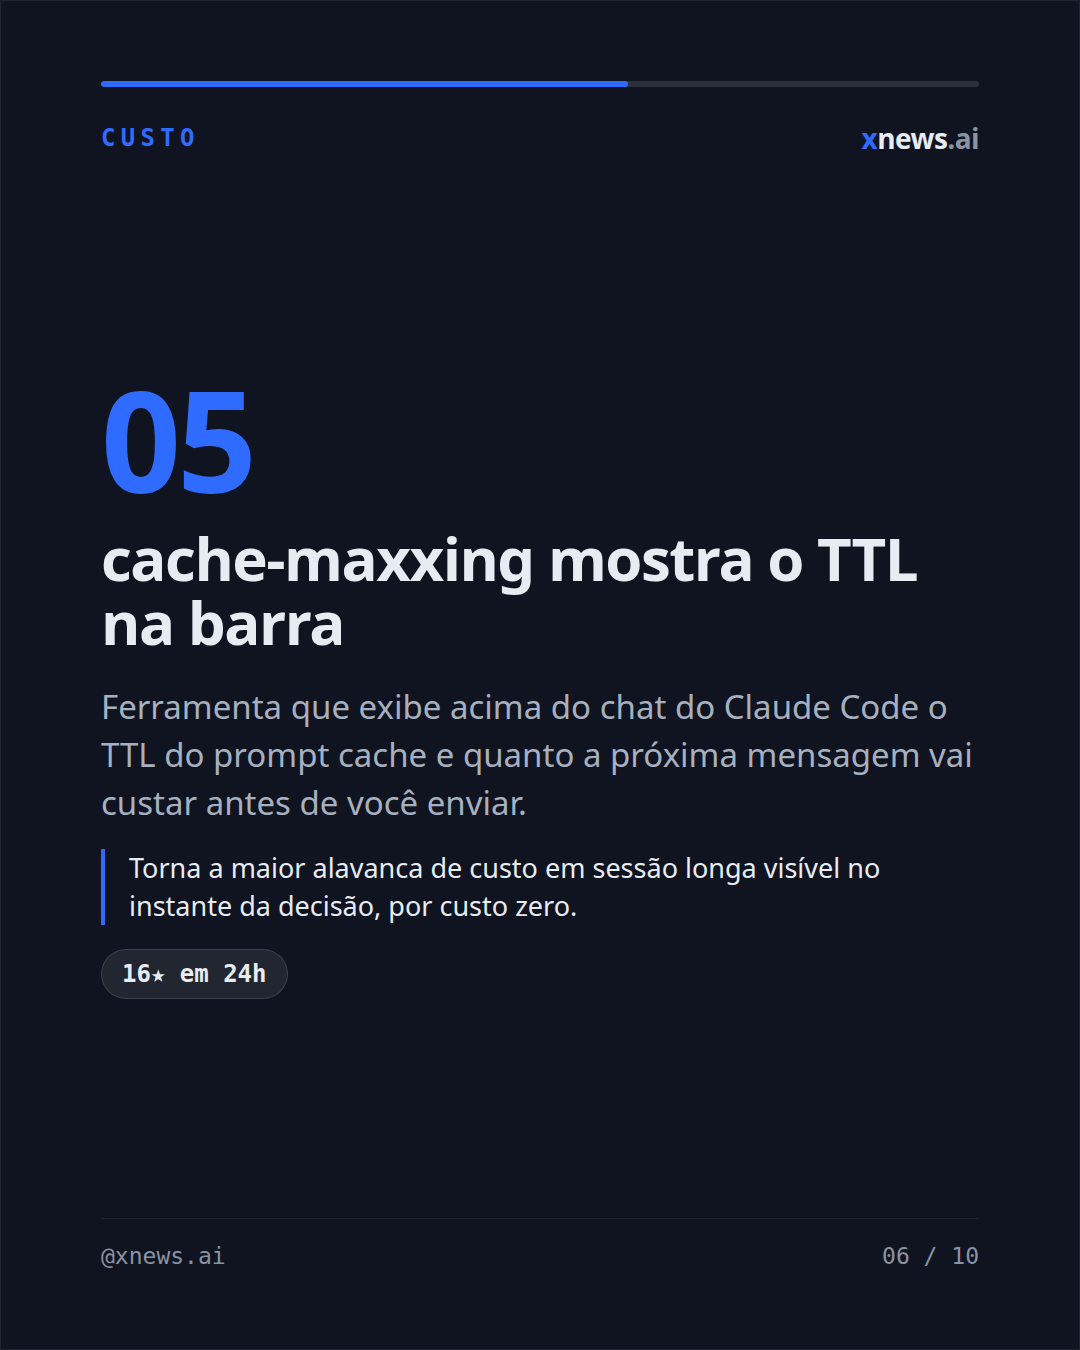 CUSTO
xnews.ai
05
cache-maxxing mostra o TTL
na barra
Ferramenta que exibe acima do chat do Claude Code o
TTL do prompt cache e quanto a próxima mensagem vai
custar antes de você enviar.
Torna a maior alavanca de custo em sessão longa visível no
instante da decisão, por custo zero.
16★ em 24h
@xnews.ai
06 / 10